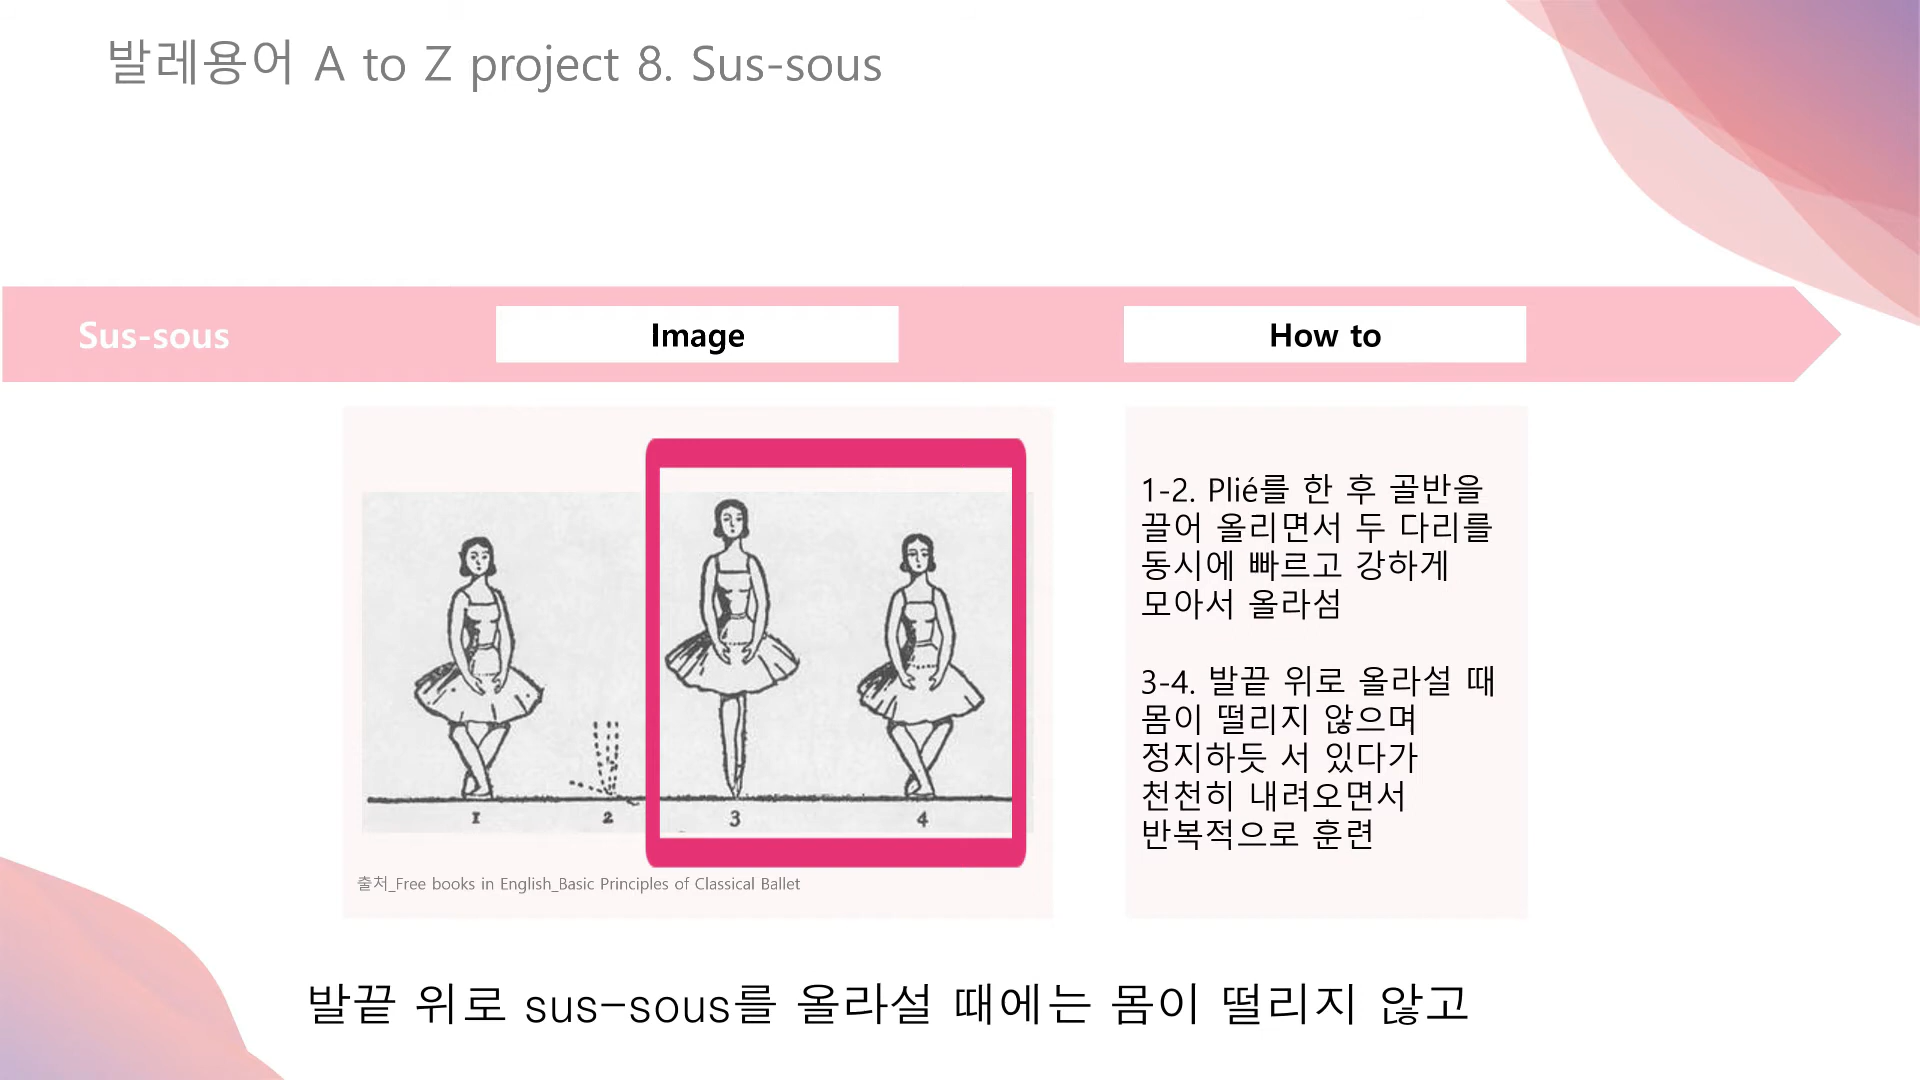 발레용어 A to Z project 8. Sus-sous
Sus-sous
Image
How to
1
2
3
4
출처_Free books in English_Basic Principles of Classical Ballet
1-2. Plié를 한 후 골반을
끌어 올리면서 두 다리를
동시에 빠르고 강하게
모아서 올라섬
3-4. 발끝 위로 올라설 때
몸이 떨리지 않으며
정지하듯 서 있다가
천천히 내려오면서
반복적으로 훈련
발끝 위로 sus-sous를 올라설 때에는 몸이 떨리지 않고